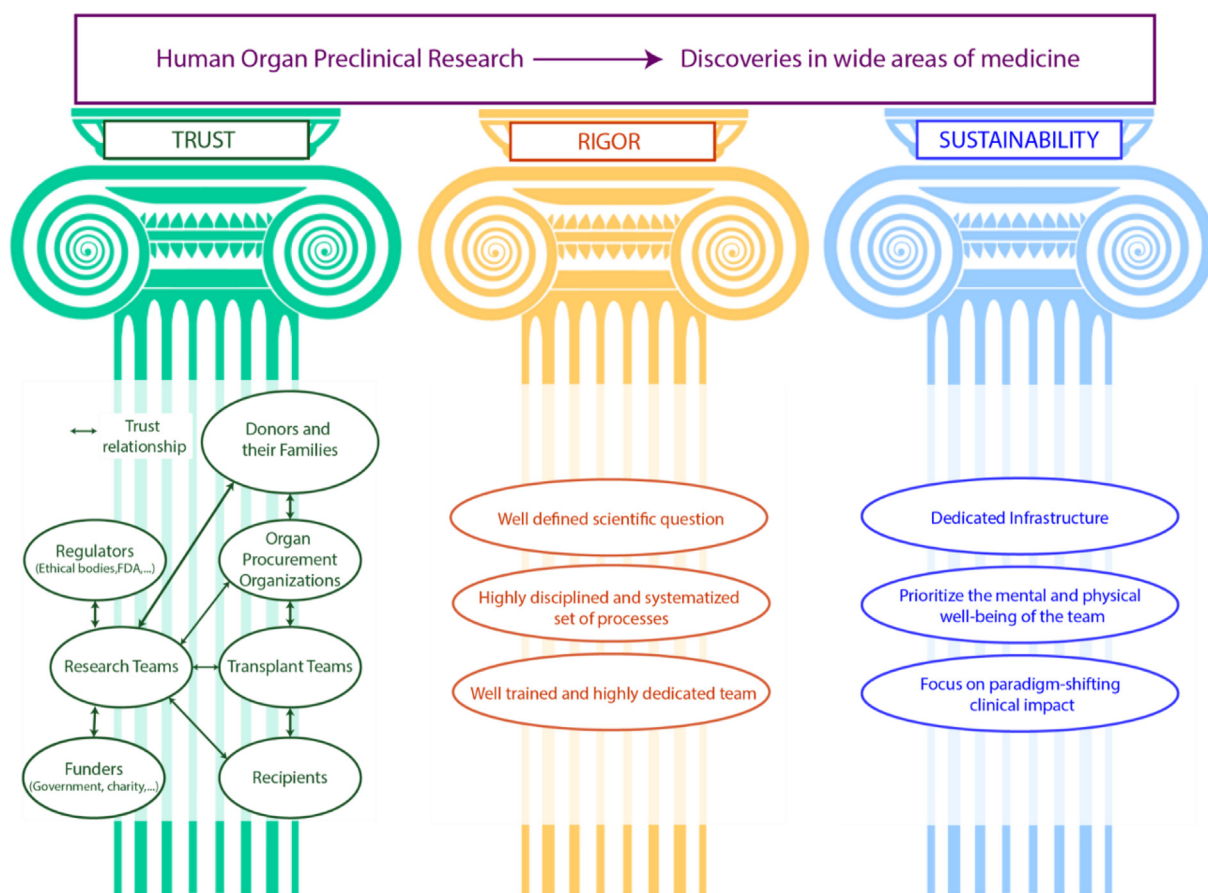 Human Organ Preclinical Research
Discoveries in wide areas of medicine
TRUST
RIGOR
SUSTAINABILITY
Trust
relationship
Donors and
their Families
Regulators
(Ethical bodies,FDA,...)
Organ
Procurement
Organizations
Research Teams
Transplant Teams
Funders
(Government, charity,...)
Recipients
Well defined scientific question
Highly disciplined and systematized
set of processes
Well trained and highly dedicated team
Dedicated Infrastructure
Prioritize the mental and physical
well-being of the team
Focus on paradigm-shifting
clinical impact